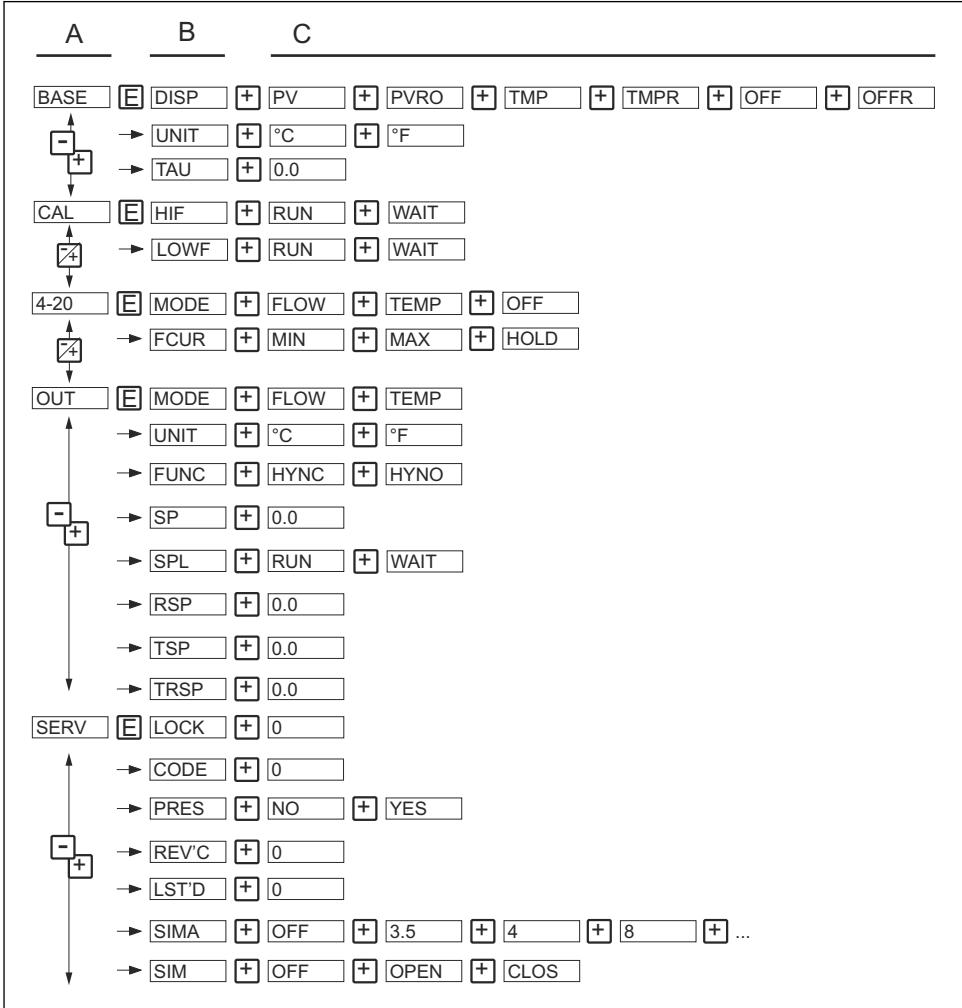 A B C
BASE E DISP + PV + PVRO + TMP + TMPR + OFF + OFFR
- UNIT + °C + °F
+ TAU + 0.0
CAL E HIF + RUN + WAIT
-/+ LOWF + RUN + WAIT
4-20 E MODE + FLOW + TEMP + OFF
-/+ FCUR + MIN + MAX + HOLD
OUT E MODE + FLOW + TEMP
UNIT + °C + °F
FUNC + HYNC + HYNO
- SP + 0.0
+
SPL + RUN + WAIT
RSP + 0.0
TSP + 0.0
TRSP + 0.0
SERV E LOCK + 0
CODE + 0
PRES + NO + YES
- REV'C + 0
+
LST'D + 0
SIMA + OFF + 3.5 + 4 + 8 + ...
SIM + OFF + OPEN + CLOS